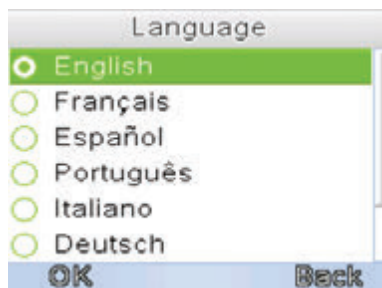 Language
English
Français
Español
Português
Italiano
Deutsch
OK Back